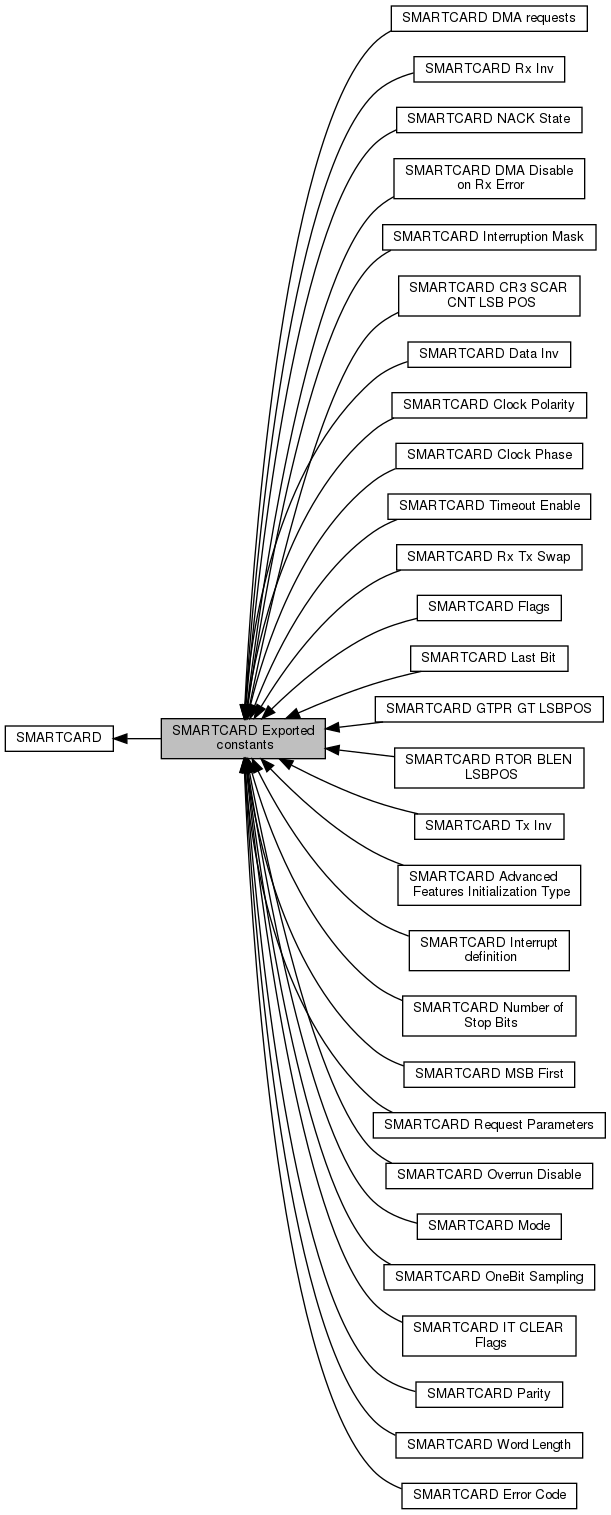 SMARTCARD DMA requests
SMARTCARD Rx Inv
SMARTCARD NACK State
SMARTCARD DMA Disable
on Rx Error
SMARTCARD Interruption Mask
SMARTCARD CR3 SCAR
CNT LSB POS
SMARTCARD Data Inv
SMARTCARD Clock Polarity
SMARTCARD Clock Phase
SMARTCARD Timeout Enable
SMARTCARD Rx Tx Swap
SMARTCARD Flags
SMARTCARD Last Bit
SMARTCARD GTPR GT LSBPOS
SMARTCARD
SMARTCARD Exported
constants
SMARTCARD RTOR BLEN
LSBPOS
SMARTCARD Tx Inv
SMARTCARD Advanced
Features Initialization Type
SMARTCARD Interrupt
definition
SMARTCARD Number of
Stop Bits
SMARTCARD MSB First
SMARTCARD Request Parameters
SMARTCARD Overrun Disable
SMARTCARD Mode
SMARTCARD OneBit Sampling
SMARTCARD IT CLEAR
Flags
SMARTCARD Parity
SMARTCARD Word Length
SMARTCARD Error Code